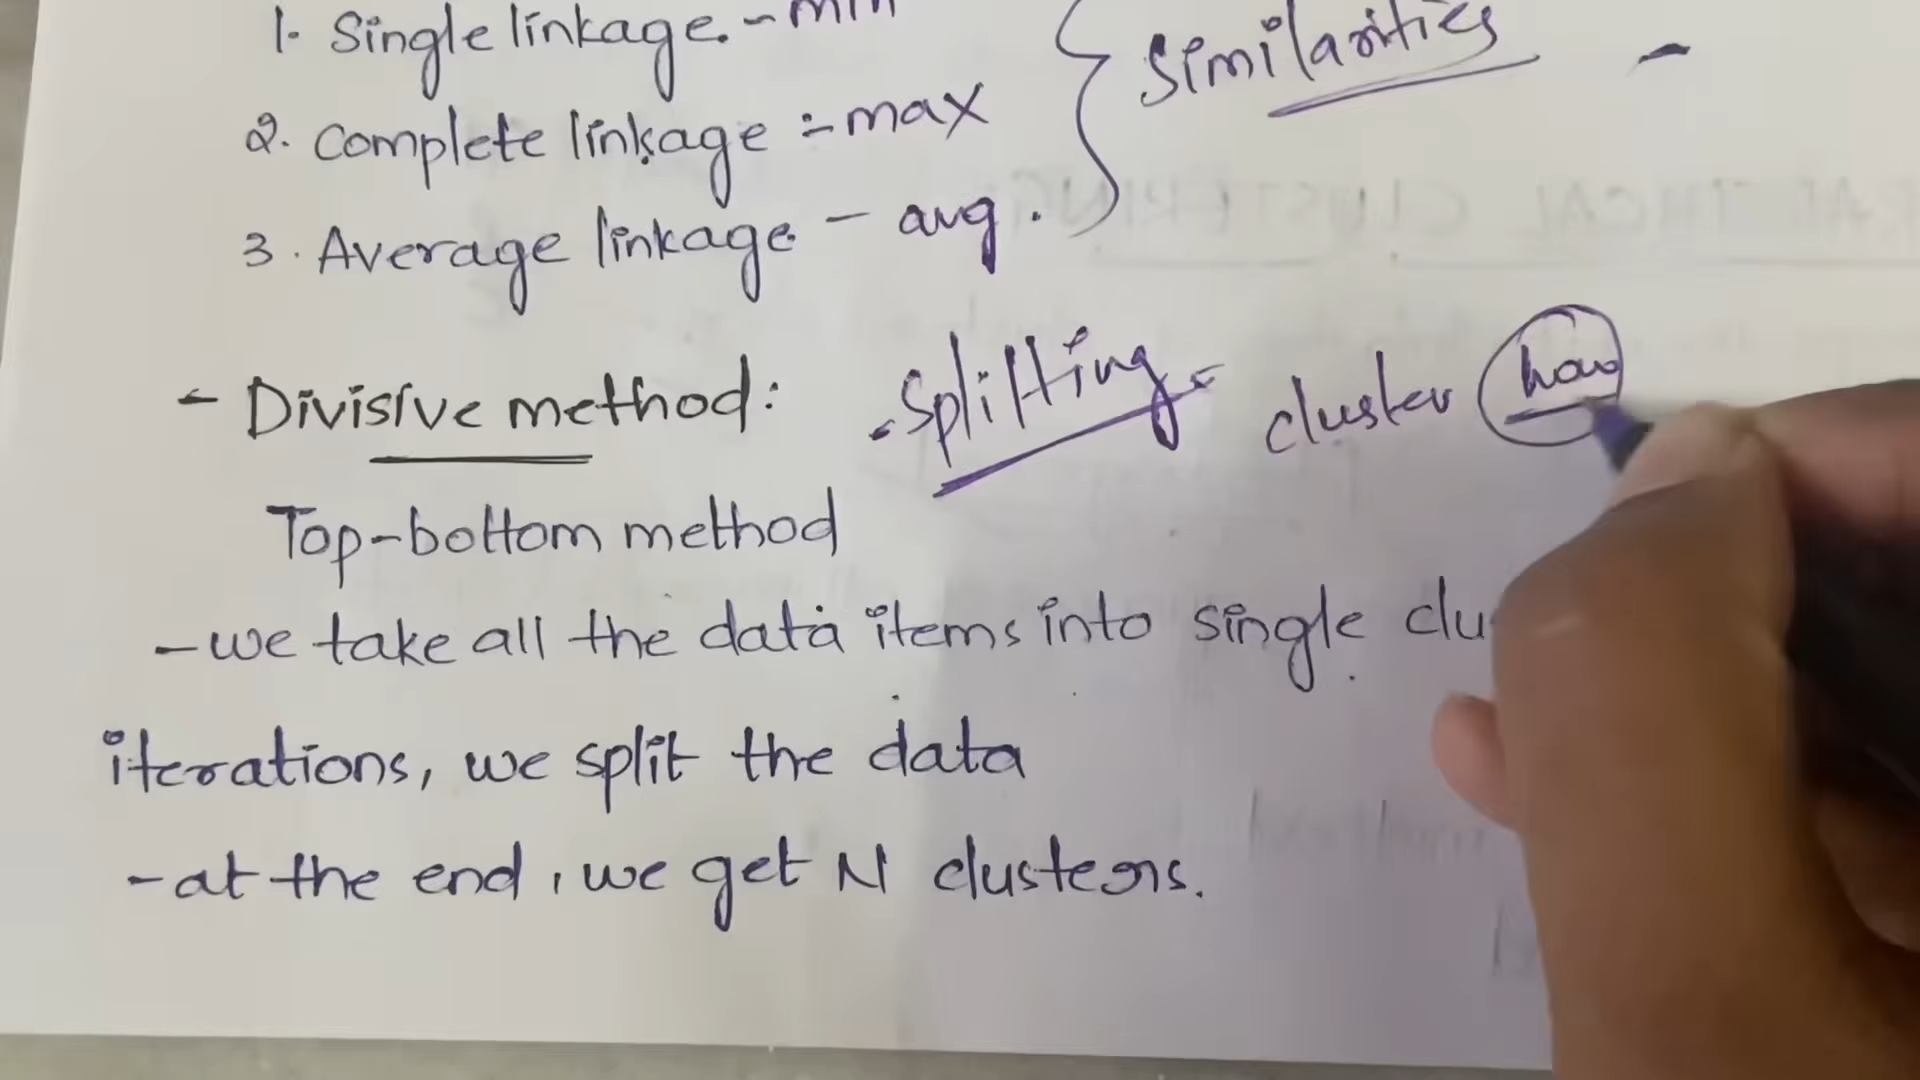 1. Single linkage. - min
2. Complete linkage :- max
3. Average linkage - avg.
} Similarities -
- Divisive method:
- Splitting -
cluster how
Top-bottom method
- we take all the data items into single clu
iterations, we split the data
- at the end, we get N clusters.